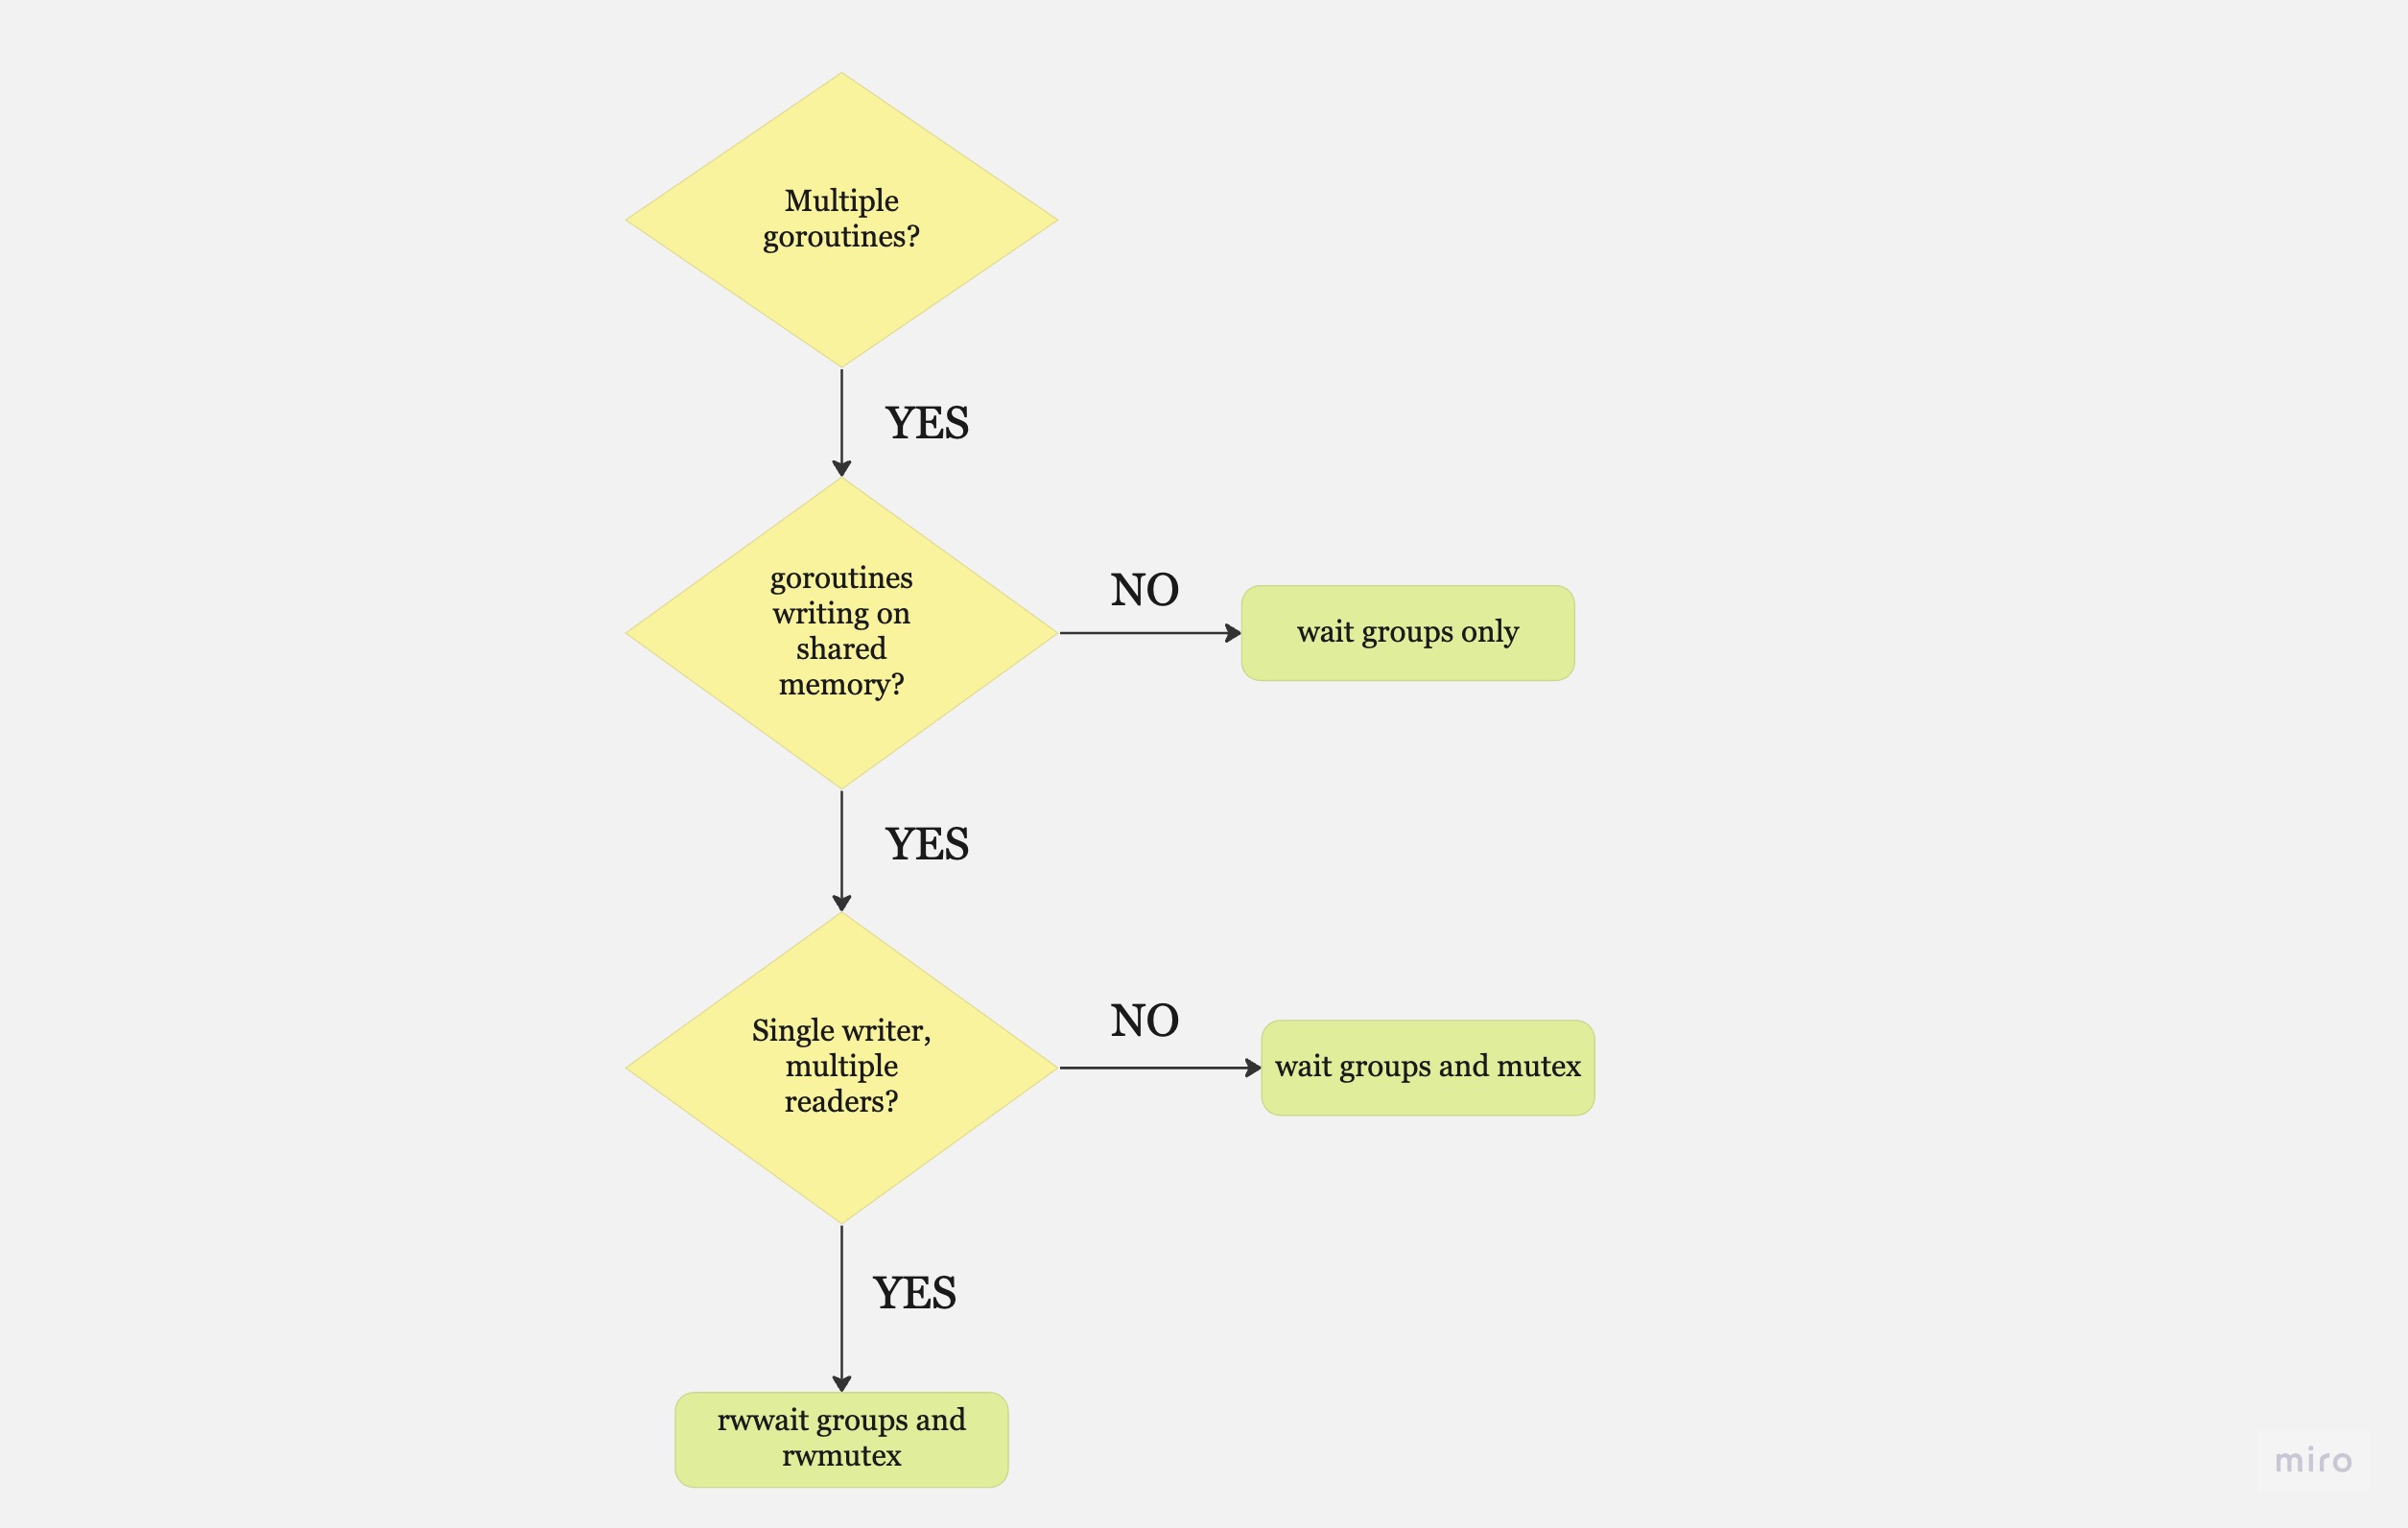 Multiple
goroutines?
YES
goroutines
writing on
shared
memory?
NO
wait groups only
YES
Single writer,
multiple
readers?
NO
wait groups and mutex
YES
rwwait groups and
rwmutex
miro